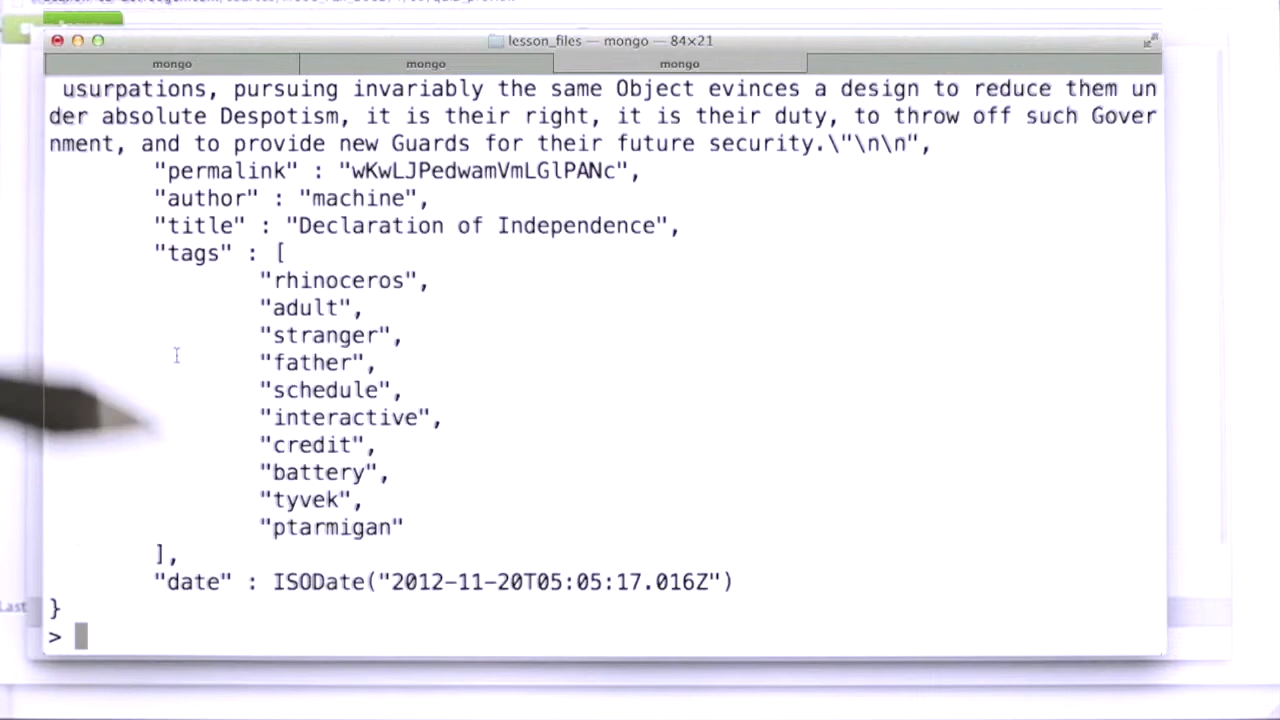 lesson_files — mongo — 84×21
mongo mongo mongo
usurpations, pursuing invariably the same Object evinces a design to reduce them un
der absolute Despotism, it is their right, it is their duty, to throw off such Gover
nment, and to provide new Guards for their future security.\"\n\n",
"permalink" : "wKwLJPedwamVmLGlPANc",
"author" : "machine",
"title" : "Declaration of Independence",
"tags" : [
"rhinoceros",
"adult",
"stranger",
"father",
"schedule",
"interactive",
"credit",
"battery",
"tyvek",
"ptarmigan"
],
"date" : ISODate("2012-11-20T05:05:17.016Z")
Last
}
>